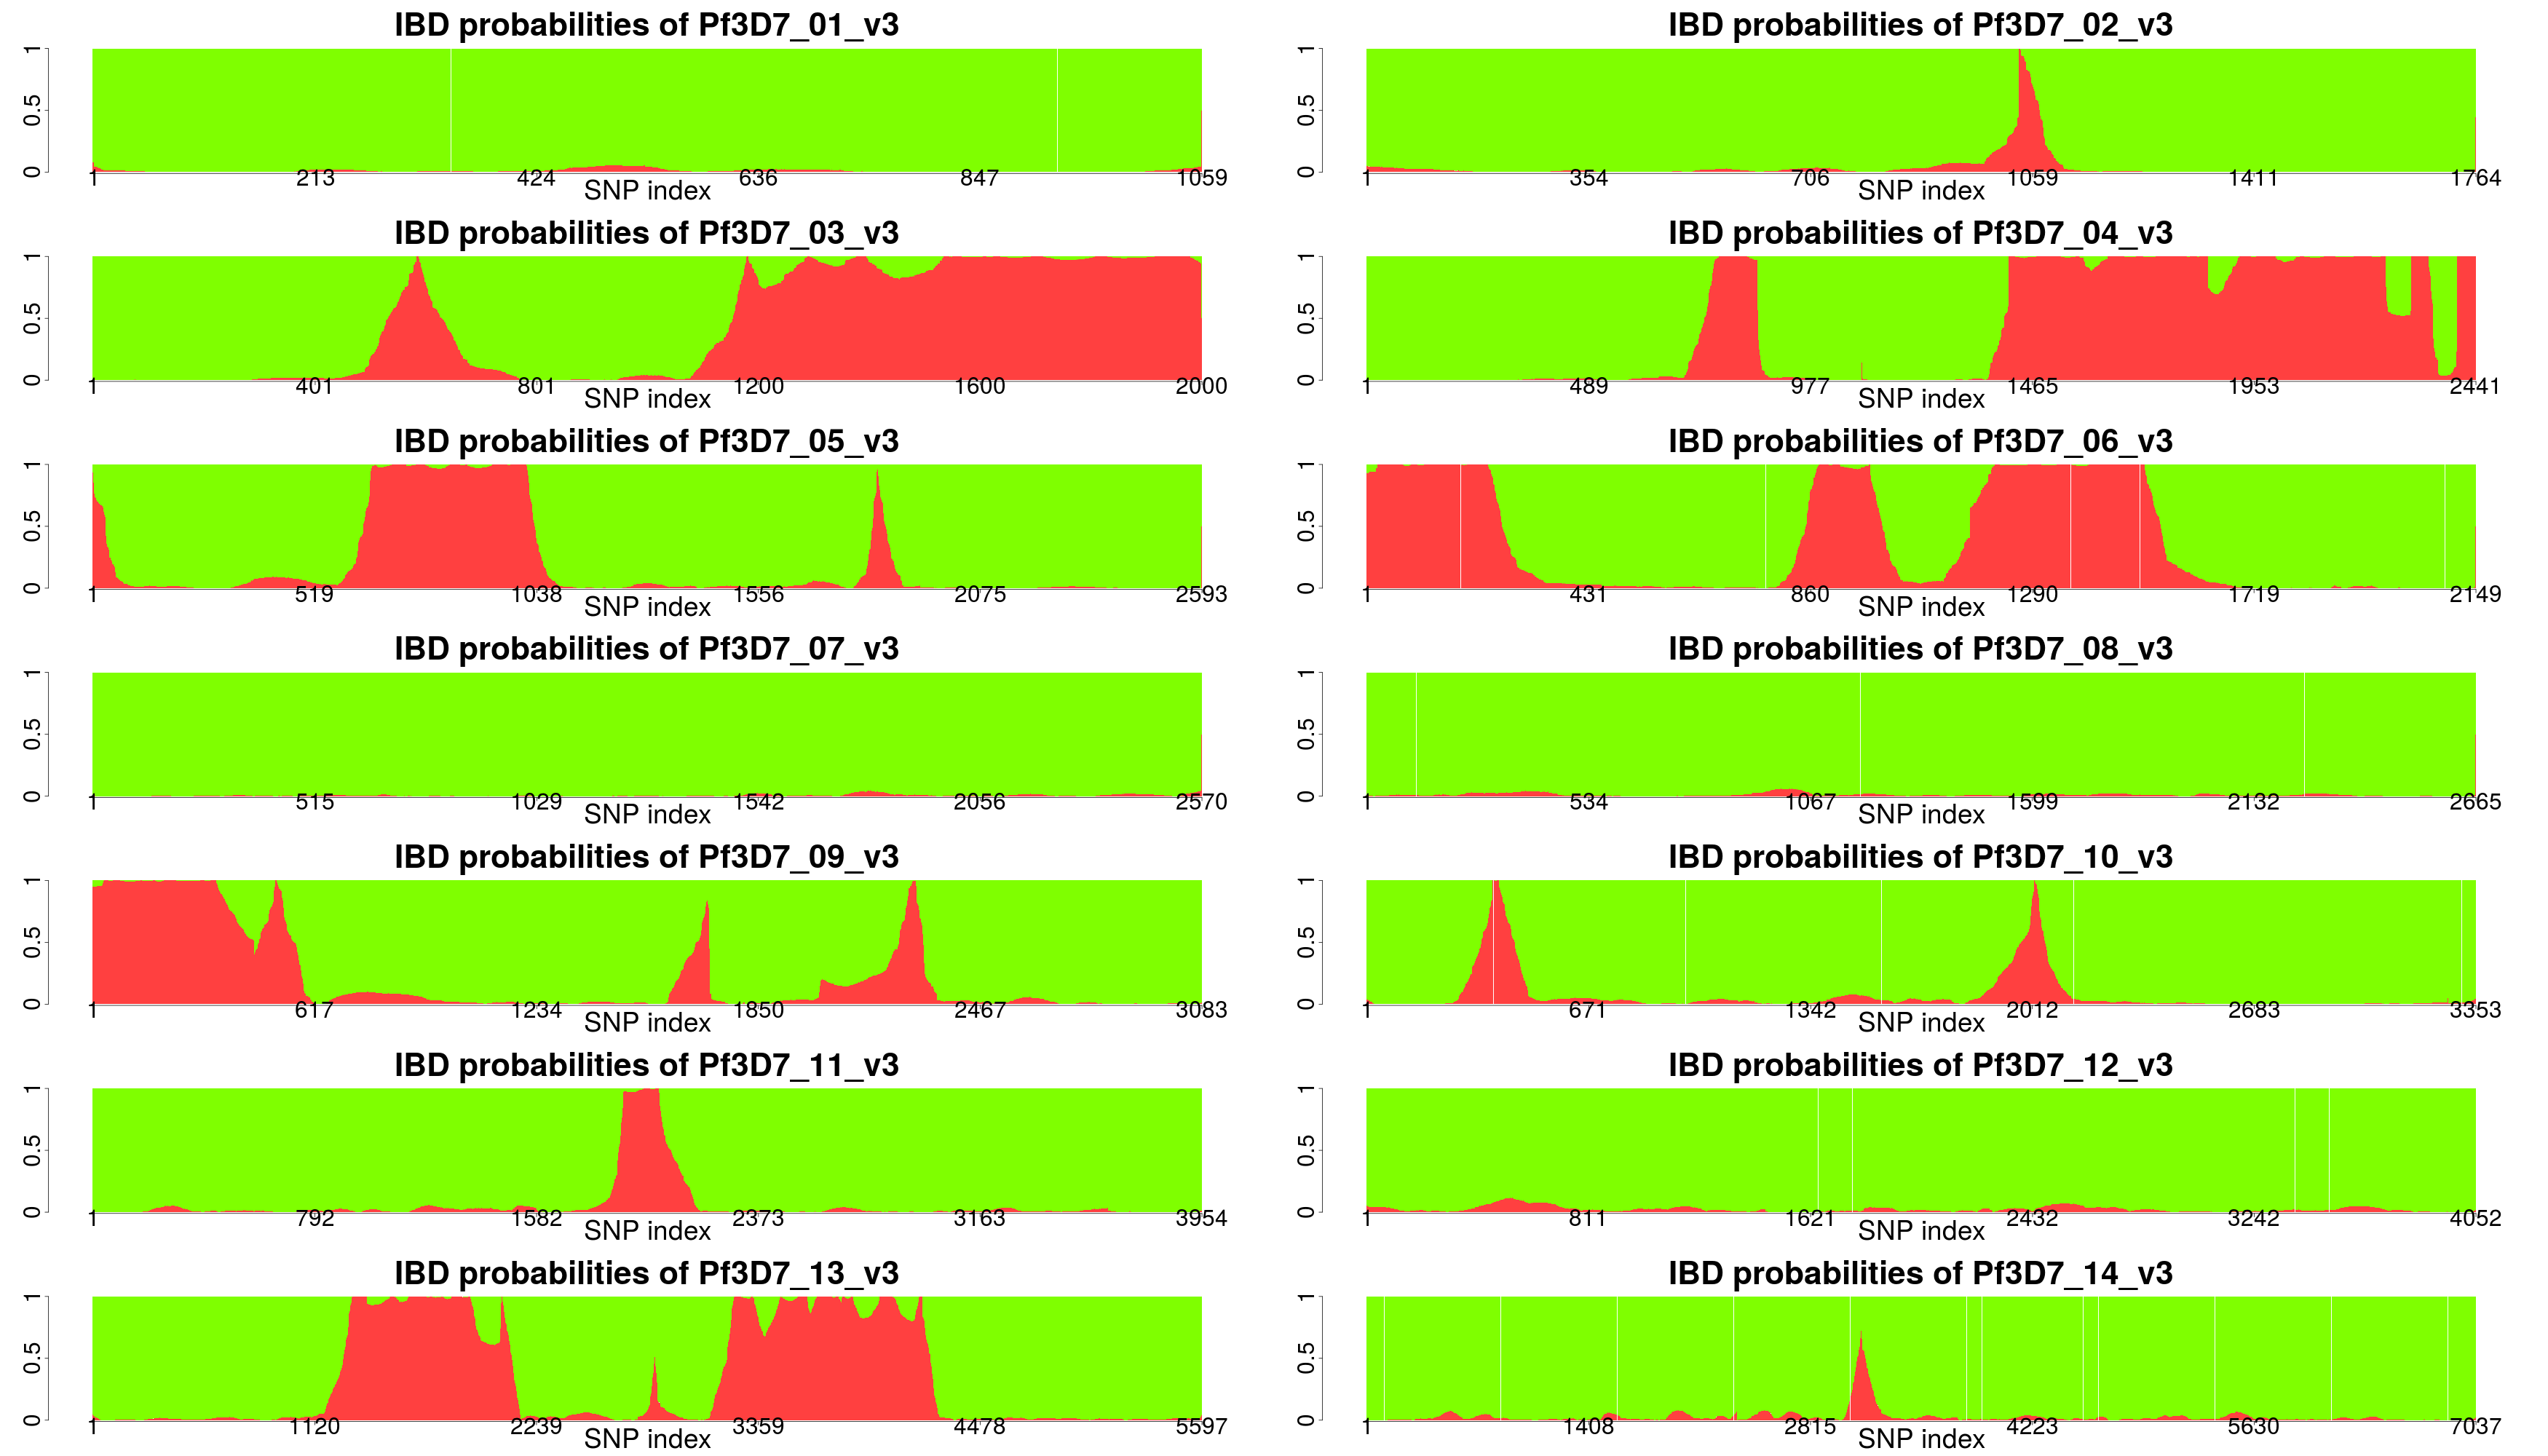 IBD probabilities of Pf3D7_01_v3
0 0.5 1
1 213 424 636 847 1059
SNP index
IBD probabilities of Pf3D7_02_v3
0 0.5 1
1 354 706 1059 1411 1764
SNP index
IBD probabilities of Pf3D7_03_v3
0 0.5 1
1 401 801 1200 1600 2000
SNP index
IBD probabilities of Pf3D7_04_v3
0 0.5 1
1 489 977 1465 1953 2441
SNP index
IBD probabilities of Pf3D7_05_v3
0 0.5 1
1 519 1038 1556 2075 2593
SNP index
IBD probabilities of Pf3D7_06_v3
0 0.5 1
1 431 860 1290 1719 2149
SNP index
IBD probabilities of Pf3D7_07_v3
0 0.5 1
1 515 1029 1542 2056 2570
SNP index
IBD probabilities of Pf3D7_08_v3
0 0.5 1
1 534 1067 1599 2132 2665
SNP index
IBD probabilities of Pf3D7_09_v3
0 0.5 1
1 617 1234 1850 2467 3083
SNP index
IBD probabilities of Pf3D7_10_v3
0 0.5 1
1 671 1342 2012 2683 3353
SNP index
IBD probabilities of Pf3D7_11_v3
0 0.5 1
1 792 1582 2373 3163 3954
SNP index
IBD probabilities of Pf3D7_12_v3
0 0.5 1
1 811 1621 2432 3242 4052
SNP index
IBD probabilities of Pf3D7_13_v3
0 0.5 1
1 1120 2239 3359 4478 5597
SNP index
IBD probabilities of Pf3D7_14_v3
0 0.5 1
1 1408 2815 4223 5630 7037
SNP index